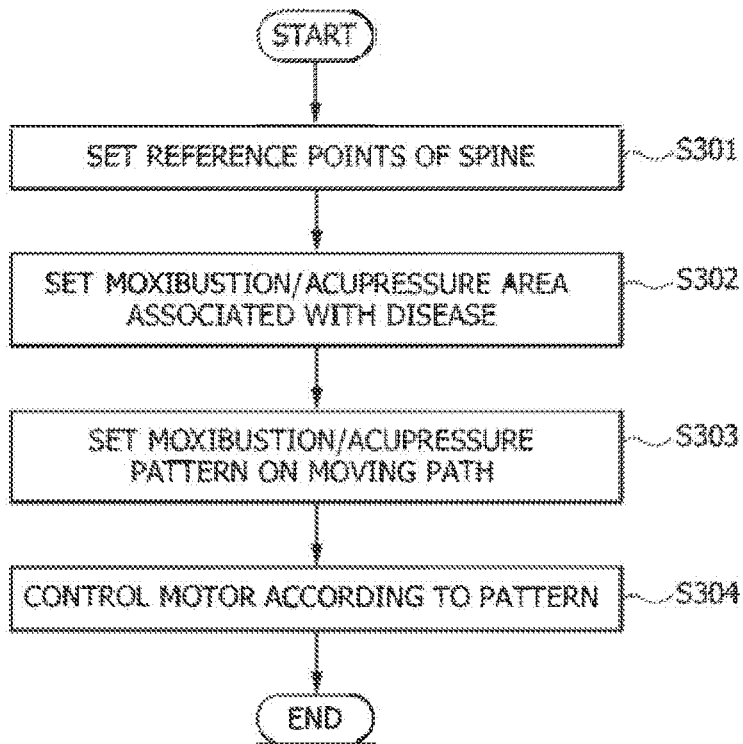 START
SET REFERENCE POINTS OF SPINE
S301
SET MOXIBUSTION/ACUPRESSURE AREA
ASSOCIATED WITH DISEASE
S302
SET MOXIBUSTION/ACUPRESSURE
PATTERN ON MOVING PATH
S303
CONTROL MOTOR ACCORDING TO PATTERN
S304
END